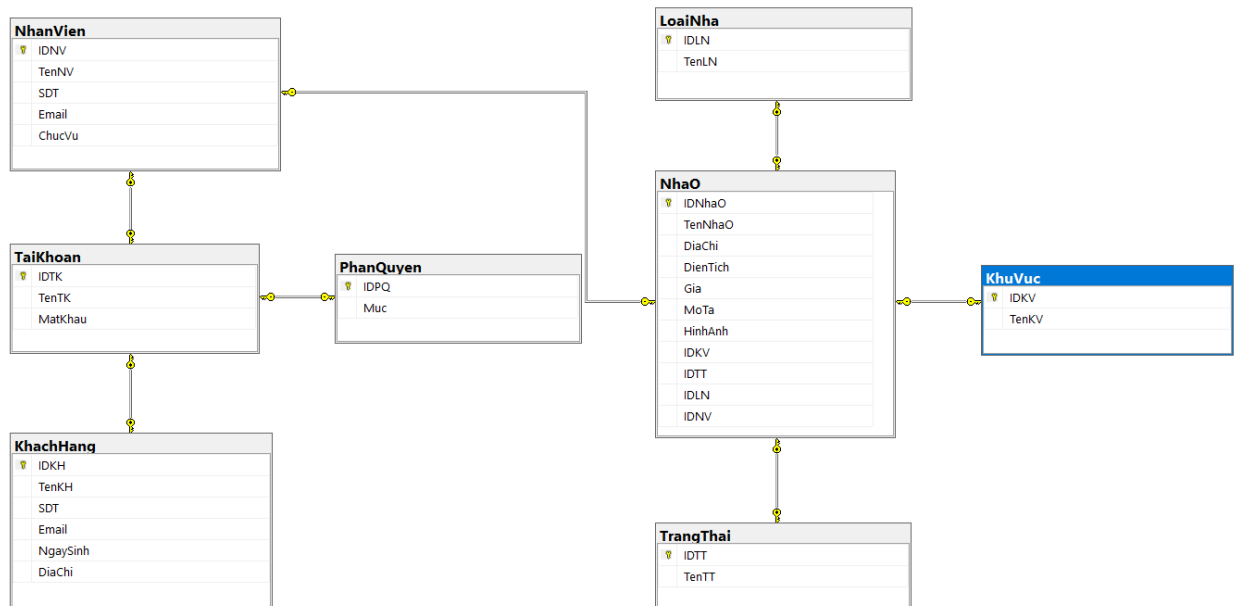 NhanVien
IDNV
TenNV
SDT
Email
ChucVu
TaiKhoan
IDTK
TenTK
MatKhau
KhachHang
IDKH
TenKH
SDT
Email
NgaySinh
DiaChi
PhanQuyen
IDPQ
Muc
LoaiNha
IDLN
TenLN
NhaO
IDNhaO
TenNhaO
DiaChi
DienTich
Gia
MoTa
HinhAnh
IDKV
IDTT
IDLN
IDNV
TrangThai
IDTT
TenTT
KhuVuc
IDKV
TenKV